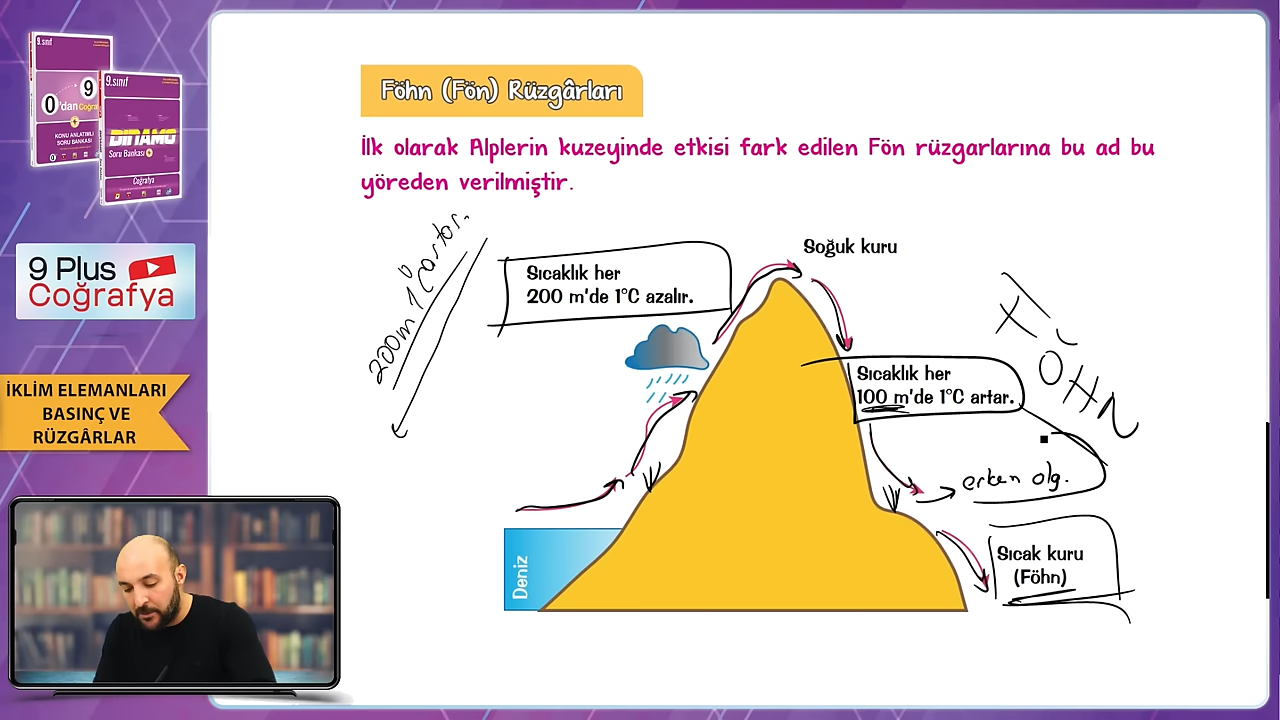 9.sınıf
0'dan Coğra
9
KONU ANLATIMLI
SORU BANKASI
9.sınıf
DİNAMO
Soru Bankası
Coğrafya
9 Plus
Coğrafya
İKLİM ELEMANLARI
BASINÇ VE
RÜZGÂRLAR
Föhn (Fön) Rüzgârları
İlk olarak Alplerin kuzeyinde etkisi fark edilen Fön rüzgarlarına bu ad bu
yöreden verilmiştir.
200m 1°C artar.
Sıcaklık her
200 m'de 1°C azalır.
Soğuk kuru
Sıcaklık her
100 m'de 1°C artar.
FÖHN
erken olg.
Sıcak kuru
(Föhn)
Deniz